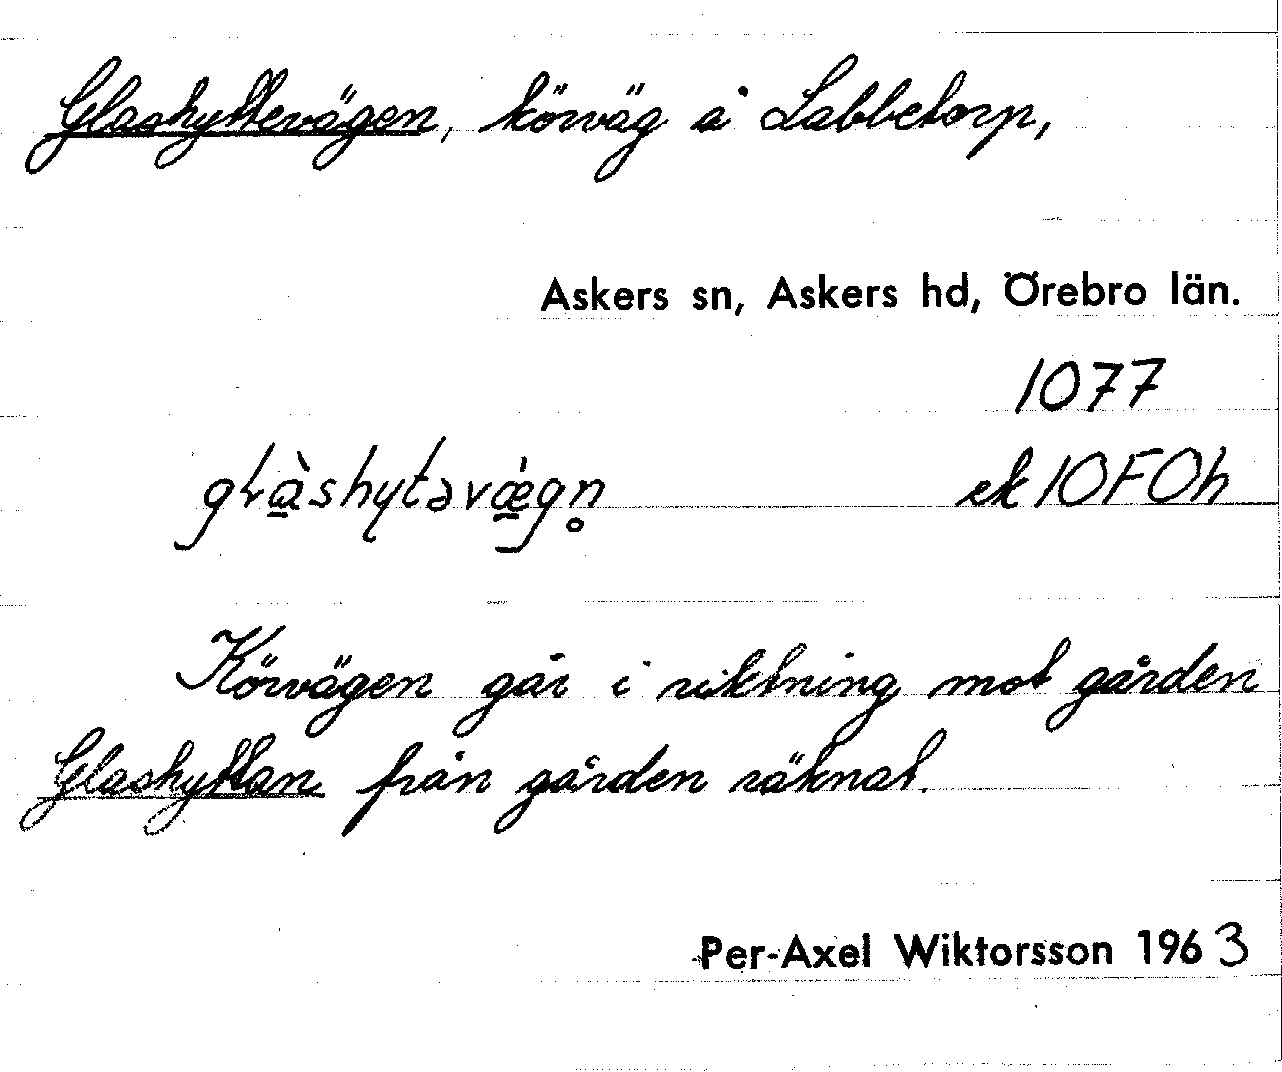 Glashyttevägen, körväg å Labbetorp,
Askers sn, Askers hd, Örebro län.
1077
glàshytəvǽgn̥ ek 10F0h
Körvägen går i riktning mot gården
Glashyttan från gården räknat.
Per-Axel Wiktorsson 1963